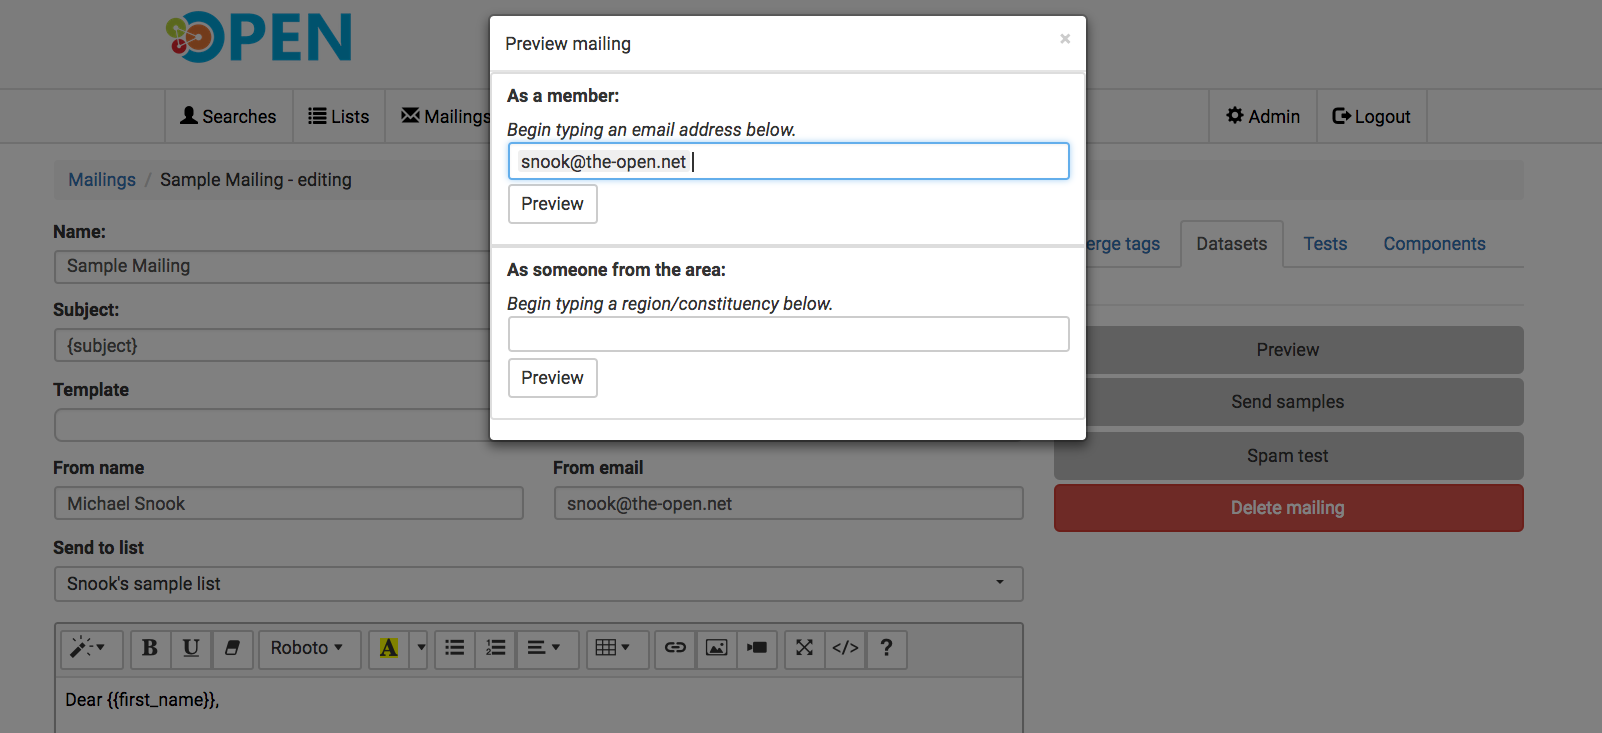 OPEN
Searches
Lists
Mailings
Admin
Logout
Mailings / Sample Mailing - editing
Preview mailing
×
As a member:
Begin typing an email address below.
snook@the-open.net
Preview
As someone from the area:
Begin typing a region/constituency below.
Preview
Name:
Sample Mailing
Subject:
{subject}
Template
From name
Michael Snook
From email
snook@the-open.net
Send to list
Snook's sample list
B U Roboto A </> ?
Dear {{first_name}},
erge tags
Datasets
Tests
Components
Preview
Send samples
Spam test
Delete mailing